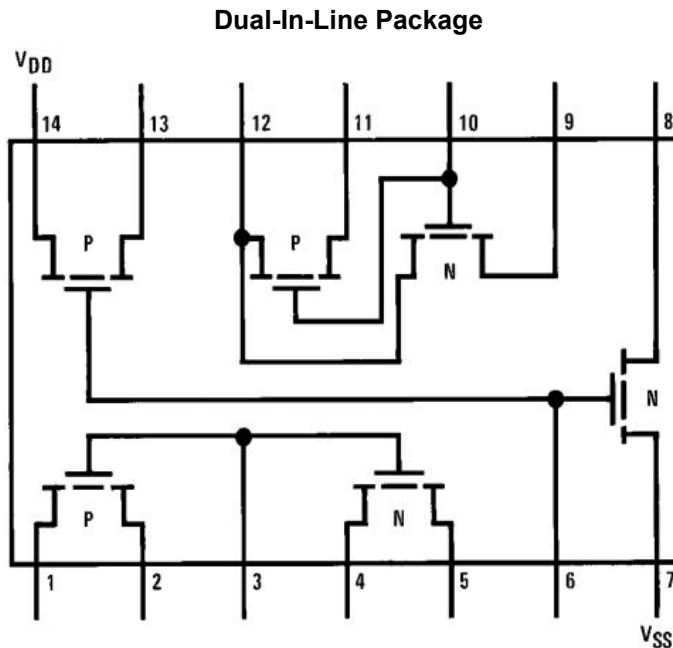 Dual-In-Line Package
VDD
14 13 12 11 10 9 8
P P N
N
P N
1 2 3 4 5 6 7
VSS